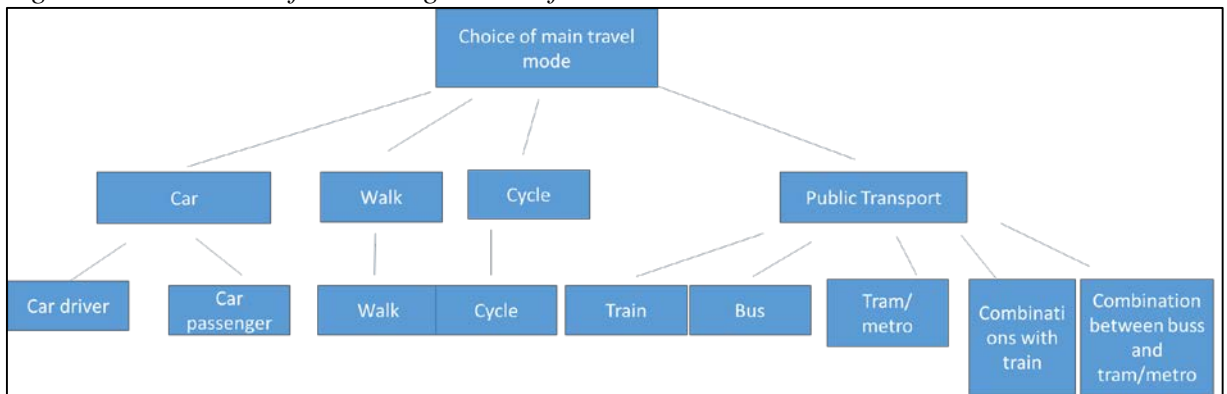 Choice of main travel
mode
Car
Walk
Cycle
Public Transport
Car driver
Car
passenger
Walk
Cycle
Train
Bus
Tram/
metro
Combinati
ons with
train
Combination
between buss
and
tram/metro